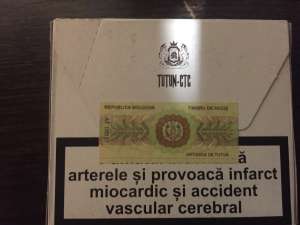 TUTUN-CTC
REPUBLICA MOLDOVA TIMBRU DE ACCIZ
ARTICOLE DE TUTUN
ă
arterele și provoacă infarct
miocardic și accident
vascular cerebral